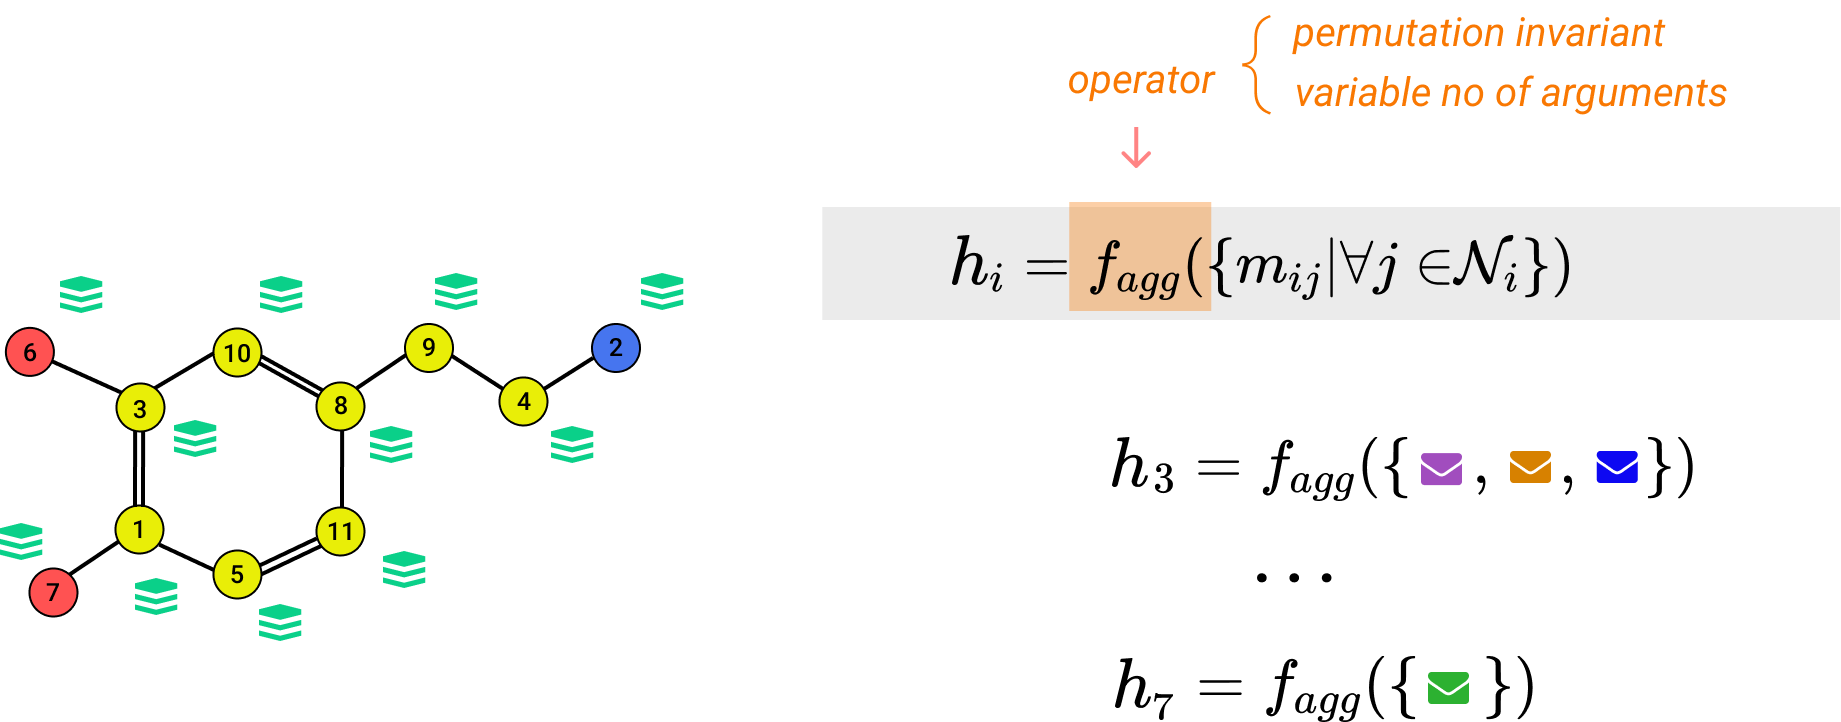 permutation invariant
operator
variable no of arguments
h_i = f_agg({m_ij|∀j ∈ 𝒩_i})
6
10
9
2
3
8
4
h_3 = f_agg({ , , })
1
11
5
...
7
h_7 = f_agg({ })